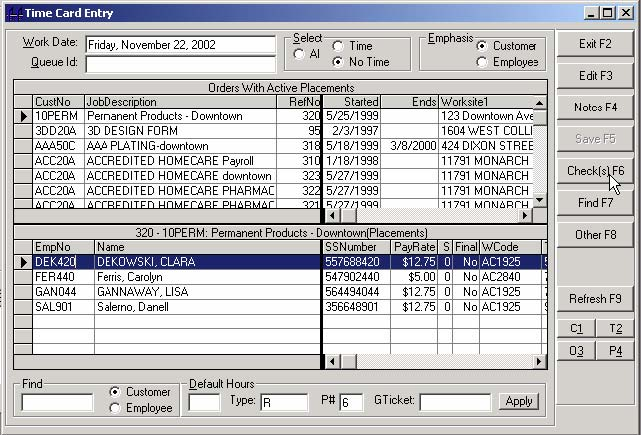 Time Card Entry
Work Date: Friday, November 22, 2002
Queue Id:
Select
Al
Time
No Time
Emphasis
Customer
Employee
Exit F2
Edit F3
Notes F4
Save F5
Check(s) F6
Find F7
Other F8
Refresh F9
C1 T2
O3 P4
Orders With Active Placements
CustNo JobDescription RefNo Started Ends Worksite1
10PERM Permanent Products - Downtown 320 5/25/1999 123 Downtown Ave
3DD20A 3D DESIGN FORM 95 2/3/1997 1604 WEST COLLI
AAA50C AAA PLATING-downtown 318 5/18/1999 3/8/2000 424 DIXON STREE
ACC20A ACCREDITED HOMECARE Payroll 310 1/18/1998 11791 MONARCH
ACC20A ACCREDITED HOMECARE downtown 323 5/27/1999 11791 MONARCH
ACC20A ACCREDITED HOMECARE PHARMAC 322 5/27/1999 11791 MONARCH
ACC20A ACCREDITED HOMECARE PHARMAC 321 5/27/1999 11791 MONARCH
320 - 10PERM: Permanent Products - Downtown(Placements)
EmpNo Name SSNumber PayRate S Final WCode T
DEK420 DEKOWSKI, CLARA 557688420 $12.75 0 No AC1925 5
FER440 Ferris, Carolyn 547902440 $5.00 0 No AC2840 7
GAN044 GANNAWAY, LISA 564494044 $12.75 0 No AC1925
SAL901 Salerno, Danell 356648901 $12.75 0 No AC1925
Find
Customer
Employee
Default Hours
Type: R P# 6 GTicket: Apply